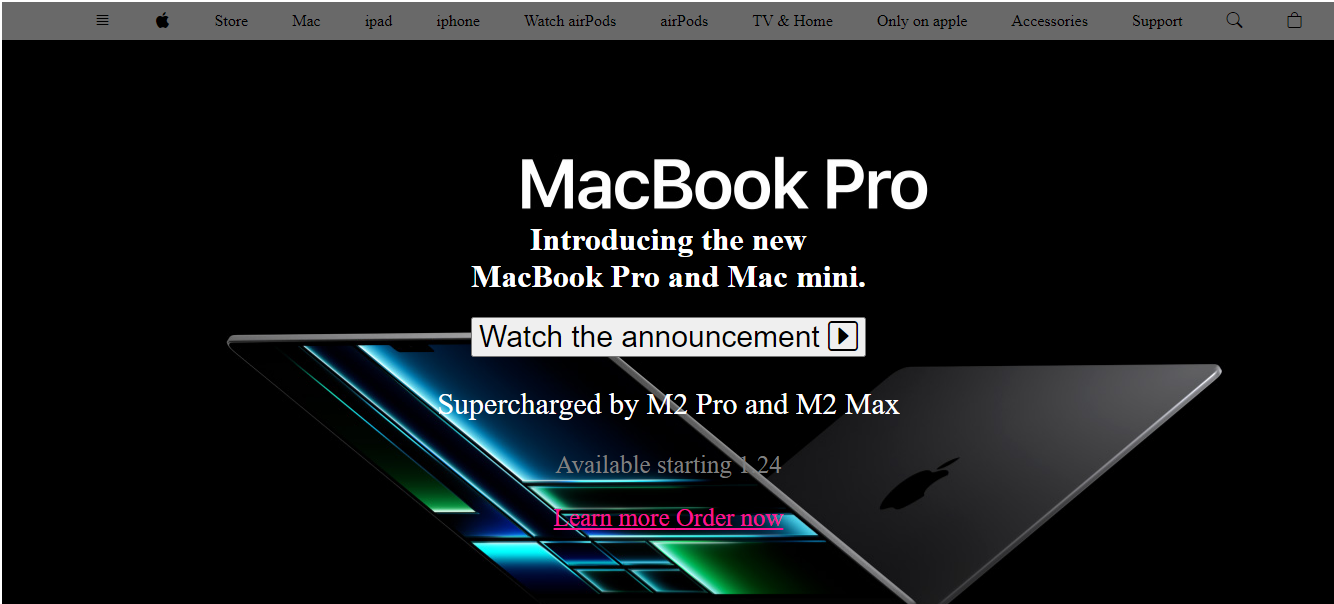 Store Mac ipad iphone Watch airPods airPods TV & Home Only on apple Accessories Support
MacBook Pro
Introducing the new
MacBook Pro and Mac mini.
Watch the announcement
Supercharged by M2 Pro and M2 Max
Available starting 1.24
Learn more Order now